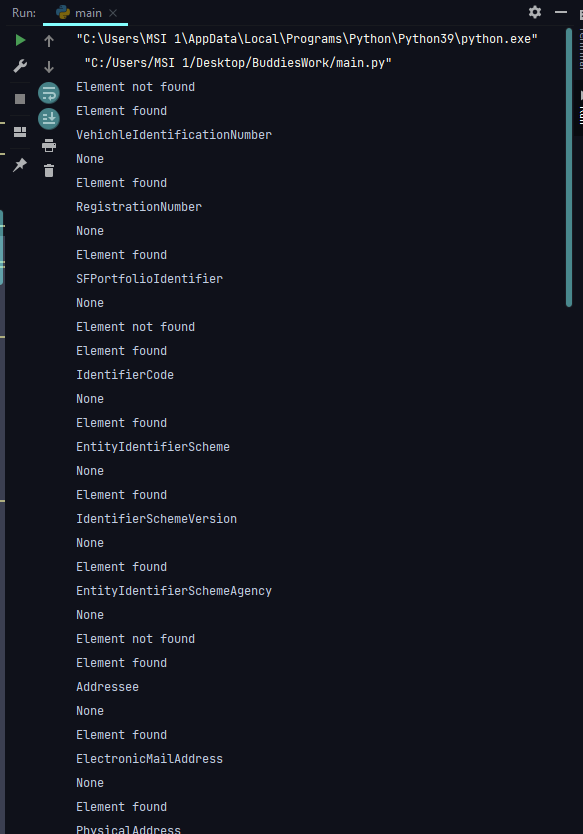 Run:
main
"C:\Users\MSI 1\AppData\Local\Programs\Python\Python39\python.exe"
"C:/Users/MSI 1/Desktop/BuddiesWork/main.py"
Element not found
Element found
VehichleIdentificationNumber
None
Element found
RegistrationNumber
None
Element found
SFPortfolioIdentifier
None
Element not found
Element found
IdentifierCode
None
Element found
EntityIdentifierScheme
None
Element found
IdentifierSchemeVersion
None
Element found
EntityIdentifierSchemeAgency
None
Element not found
Element found
Addressee
None
Element found
ElectronicMailAddress
None
Element found
PhysicalAddress